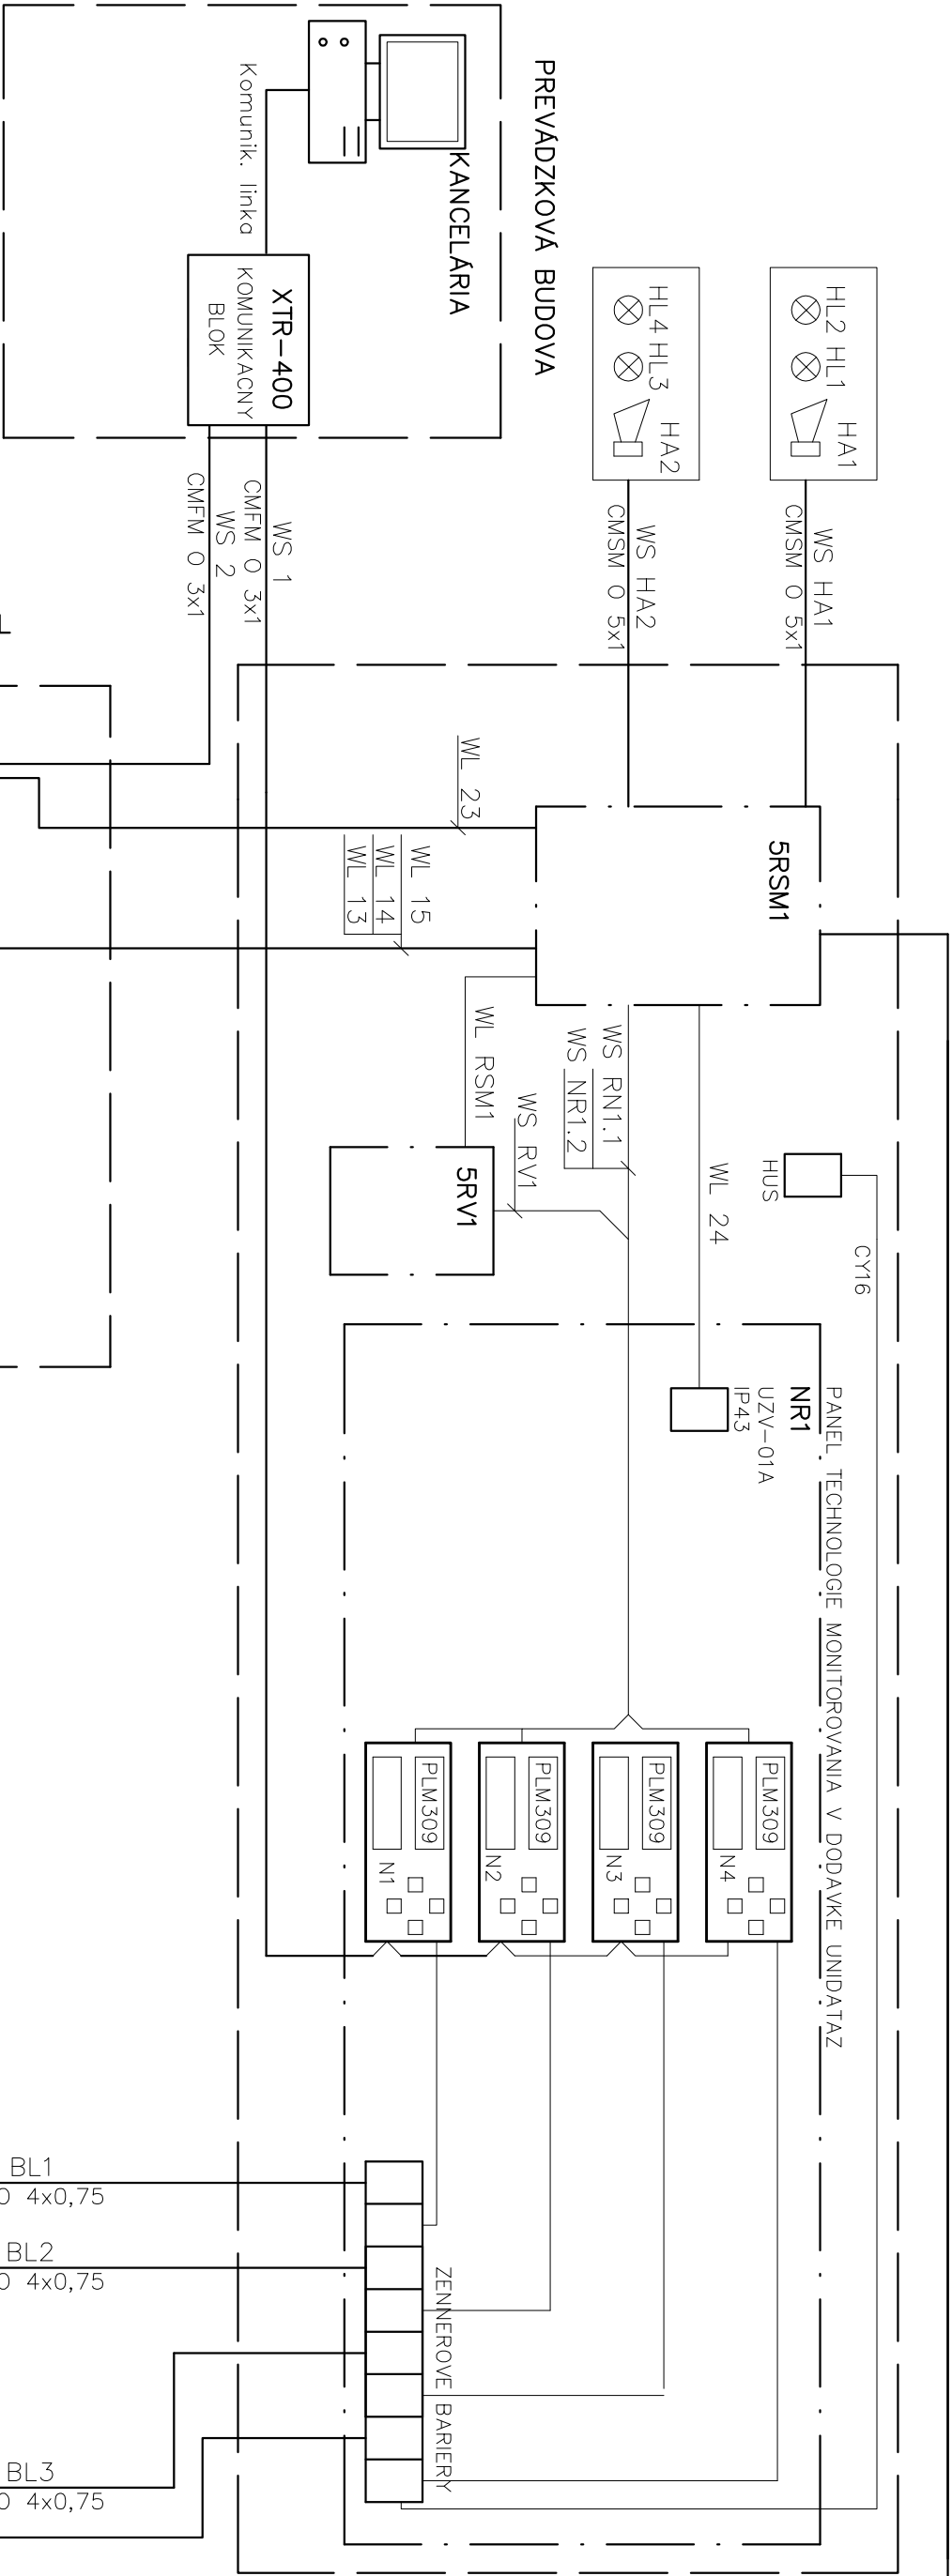 PREVÁDZKOVÁ BUDOVA
KANCELÁRIA
Komunik. linka
XTR-400
KOMUNIKACNY
BLOK
HL2 HL1
HA1
HL4 HL3
HA2
WS HA1
CMSM O 5x1
WS HA2
CMSM O 5x1
WS 1
CMFM O 3x1
WS 2
CMFM O 3x1
5RSM1
WL 23
WL 15
WL 14
WL 13
WL RSM1
WS RN1.1
WS NR1.2
WS RV1
5RV1
WL 24
HUS
CY16
PANEL TECHNOLOGIE MONITOROVANIA V DODAVKE UNIDATAZ
NR1
UZV-01A
IP43
PLM309
N4
PLM309
N3
PLM309
N2
PLM309
N1
ZENNEROVE BARIERY
BL1
O 4x0,75
BL2
O 4x0,75
BL3
O 4x0,75